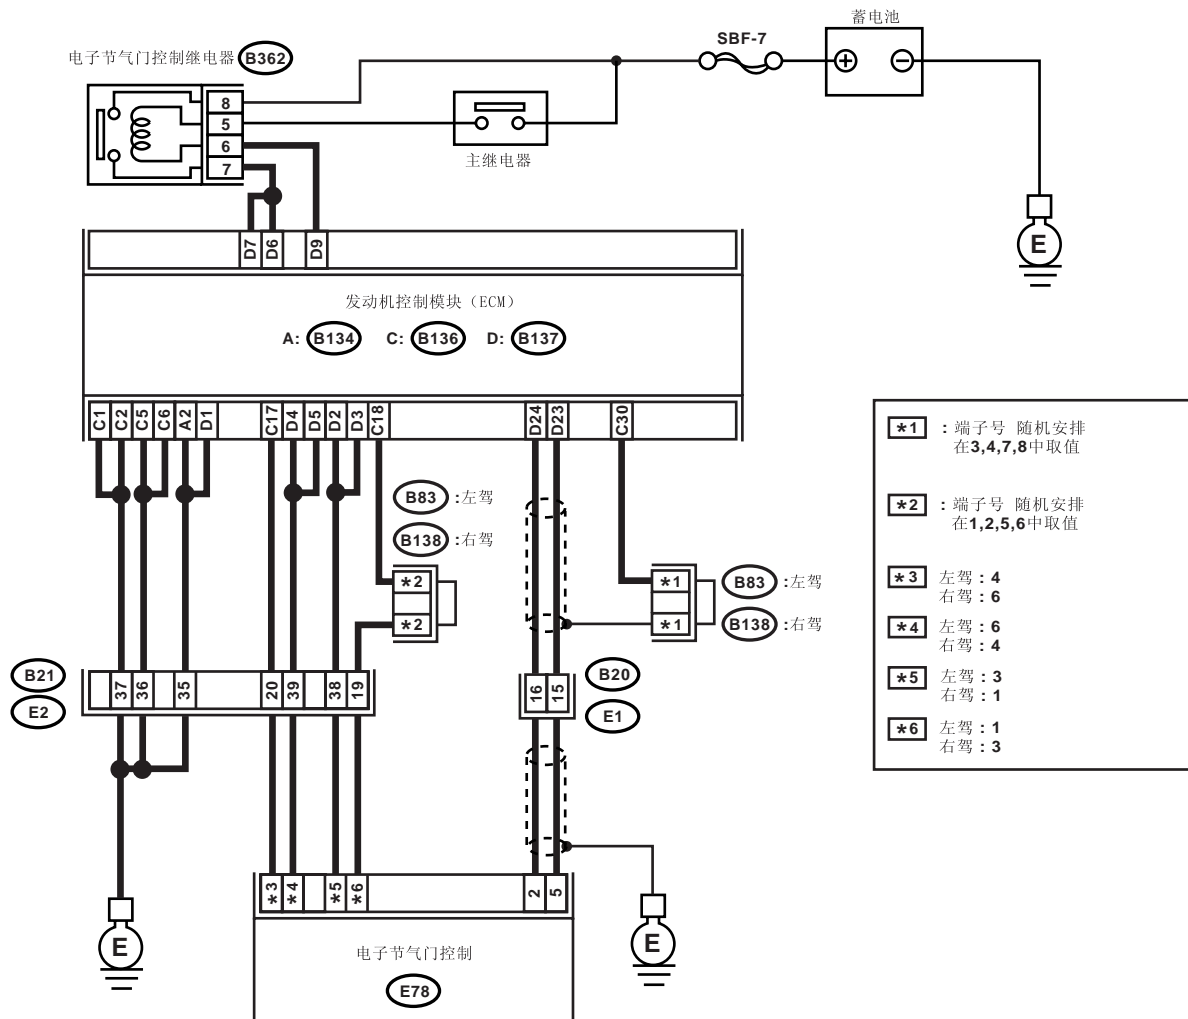 蓄电池
SBF-7
电子节气门控制继电器 B362
8
5
6
7
主继电器
E
D7 D6 D9
发动机控制模块（ECM）
A: B134 C: B136 D: B137
C1 C2 C5 C6 A2 D1 C17 D4 D5 D2 D3 C18 D24 D23 C30
*1 : 端子号 随机安排
在3,4,7,8中取值
*2 : 端子号 随机安排
在1,2,5,6中取值
*3 左驾 : 4
右驾 : 6
*4 左驾 : 6
右驾 : 4
*5 左驾 : 3
右驾 : 1
*6 左驾 : 1
右驾 : 3
B83 :左驾
B138 :右驾
*2
*2
*1
*1
B83 :左驾
B138 :右驾
B21
E2
37 36 35 20 39 38 19
16 15
B20
E1
*3 *4 *5 *6 2 5
E
E
电子节气门控制
E78